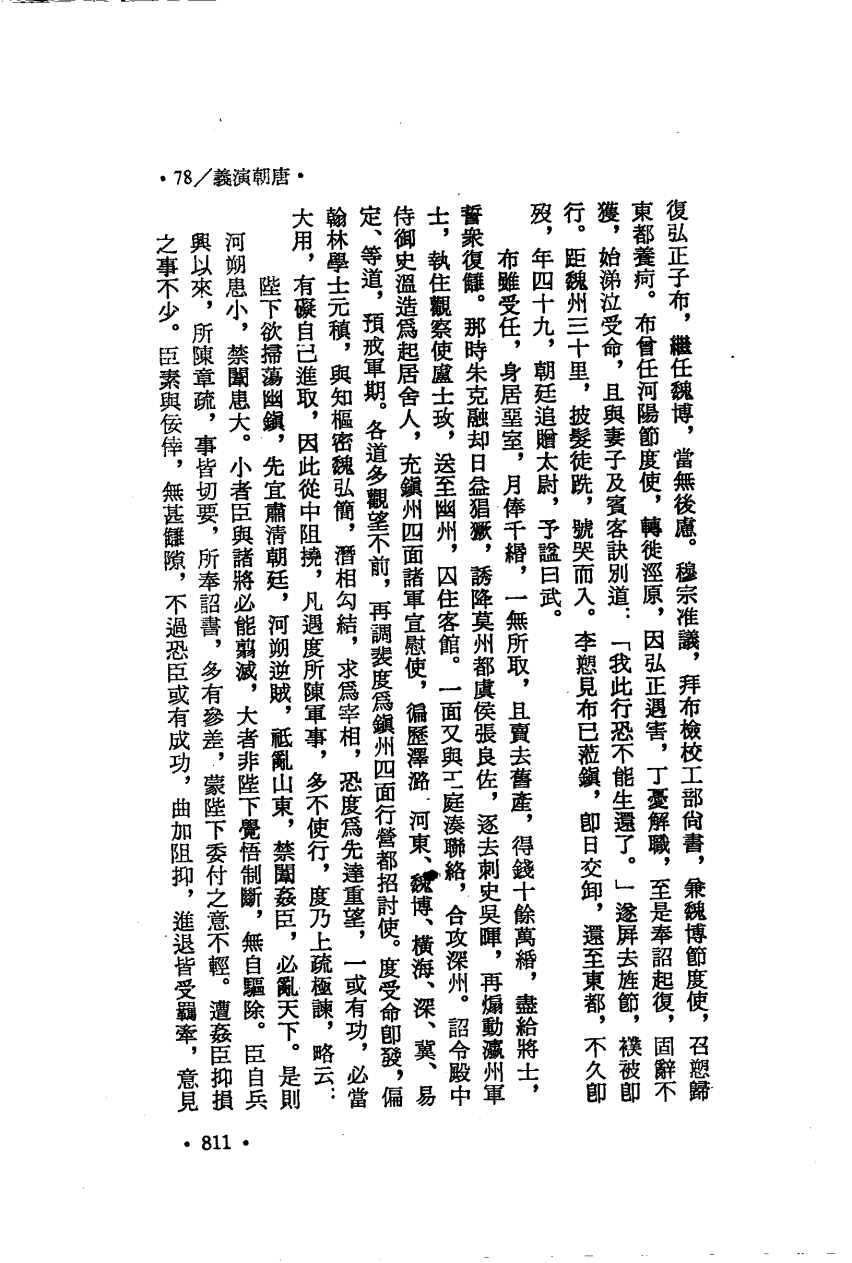 •78／義演朝唐•
復弘正子布，繼任魏博，當無後慮。穆宗准議，拜布檢校工部尙書，兼魏博節度使，召愬歸
東都養疴。布曾任河陽節度使，轉徙涇原，因弘正遇害，丁憂解職，至是奉詔起復，固辭不
獲，始涕泣受命，且與妻子及賓客訣別道：「我此行恐不能生還了。」遂屏去旌節，襆被卽
行。距魏州三十里，披髮徒跣，號哭而入。李愬見布已蒞鎭，卽日交卸，還至東都，不久卽
歿，年四十九，朝廷追贈太尉，予諡曰武。
布雖受任，身居堊室，月俸千緡，一無所取，且賣去舊產，得錢十餘萬緡，盡給將士，
誓衆復讎。那時朱克融却日益猖獗，誘降莫州都虞侯張良佐，逐去刺史吳暉，再煽動瀛州軍
士，執住觀察使盧士玫，送至幽州，囚住客館。一面又與王庭湊聯絡，合攻深州。詔令殿中
侍御史溫造爲起居舍人，充鎭州四面諸軍宣慰使，徧歷澤潞、河東、魏博、橫海、深、冀、易
定、等道，預戒軍期。各道多觀望不前，再調裴度爲鎭州四面行營都招討使。度受命卽發，偏
翰林學士元稹，與知樞密魏弘簡，潛相勾結，求爲宰相，恐度爲先達重望，一或有功，必當
大用，有礙自己進取，因此從中阻撓，凡遇度所陳軍事，多不使行，度乃上疏極諫，略云：
陛下欲掃蕩幽鎭，先宜肅淸朝廷，河朔逆賊，祗亂山東，禁闈姦臣，必亂天下。是則
河朔患小，禁闈患大。小者臣與諸將必能翦滅，大者非陛下覺悟制斷，無自驅除。臣自兵
興以來，所陳章疏，事皆切要，所奉詔書，多有參差，蒙陛下委付之意不輕。遭姦臣抑損
之事不少。臣素與佞倖，無甚讎隙，不過恐臣或有成功，曲加阻抑，進退皆受羈牽，意見
•811•